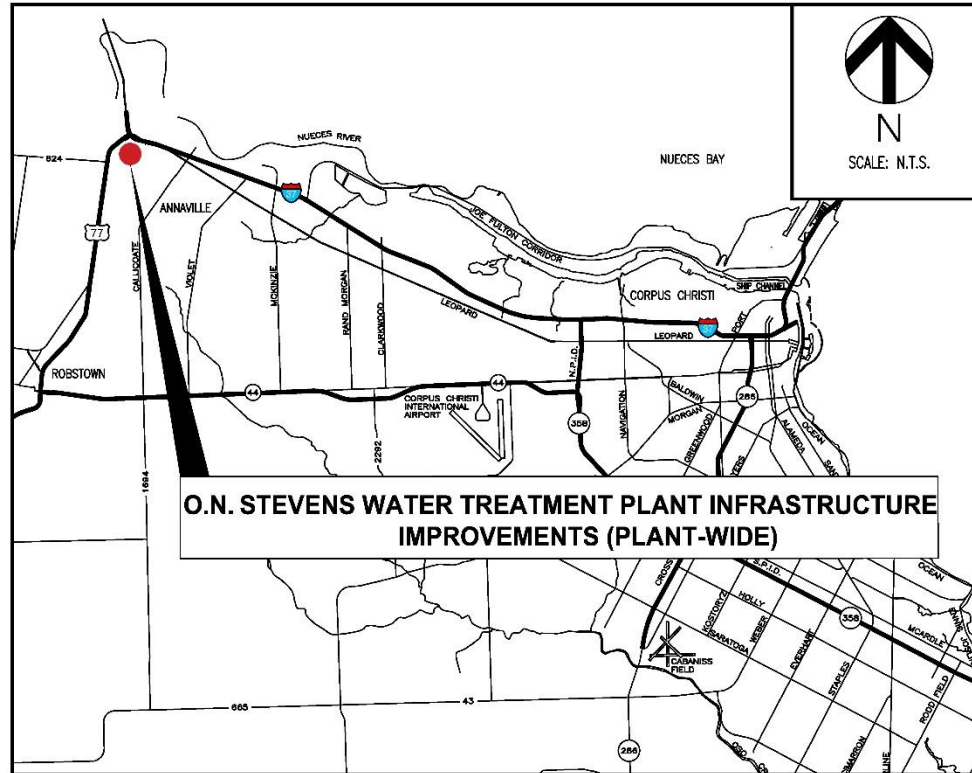 N
SCALE: N.T.S.
NUECES RIVER
NUECES BAY
624
ANNAVILLE
37
77
JOE FULTON CORRIDOR
SHIP CHANNEL
CALLICOATE
VIOLET
MCKINZIE
RAND MORGAN
CLARKWOOD
LEOPARD
CORPUS CHRISTI
PORT
37
LEOPARD
ROBSTOWN
N.P.I.D.
44
44
CORPUS CHRISTI
INTERNATIONAL
AIRPORT
358
NAVIGATION
BALDWIN
MORGAN
GREENWOOD
286
ALAMEDA
OCEAN
2292
1694
O.N. STEVENS WATER TREATMENT PLANT INFRASTRUCTURE
IMPROVEMENTS (PLANT-WIDE)
S.P.I.D.
OCEAN
KOSTORYZ
HOLLY
WEBER
SARATOGA
EVERHART
STAPLES
358
MCARDLE
CABANISS
FIELD
RODD FIELD
665
43
286